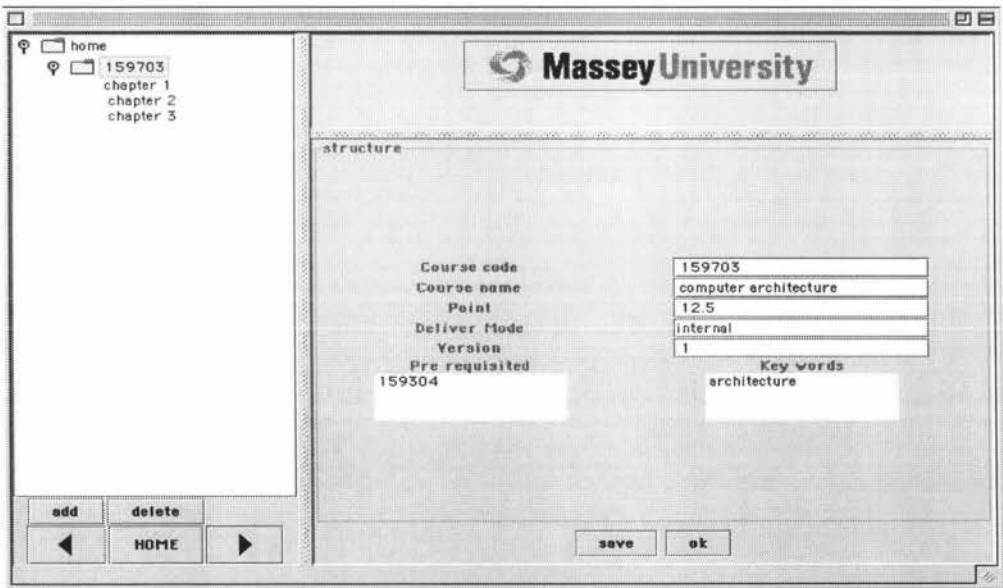 home
159703
chapter 1
chapter 2
chapter 3
add delete
HOME
Massey University
structure
Course code 159703
Course name computer architecture
Point 12.5
Deliver Mode internal
Version 1
Pre requisited Key words
159304 architecture
save ok